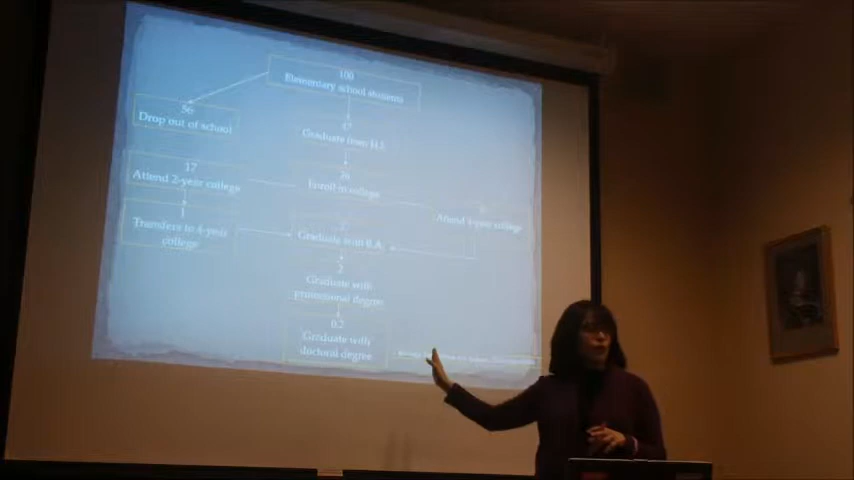 100
Elementary school students
56
Drop out of school
Graduate from H.S.
26
Enroll in college
17
Attend 2-year college
1
Transfers to 4-year
college
Attend 4-year college
Graduate with B.A.
2
Graduate with
professional degree
0.2
Graduate with
doctoral degree